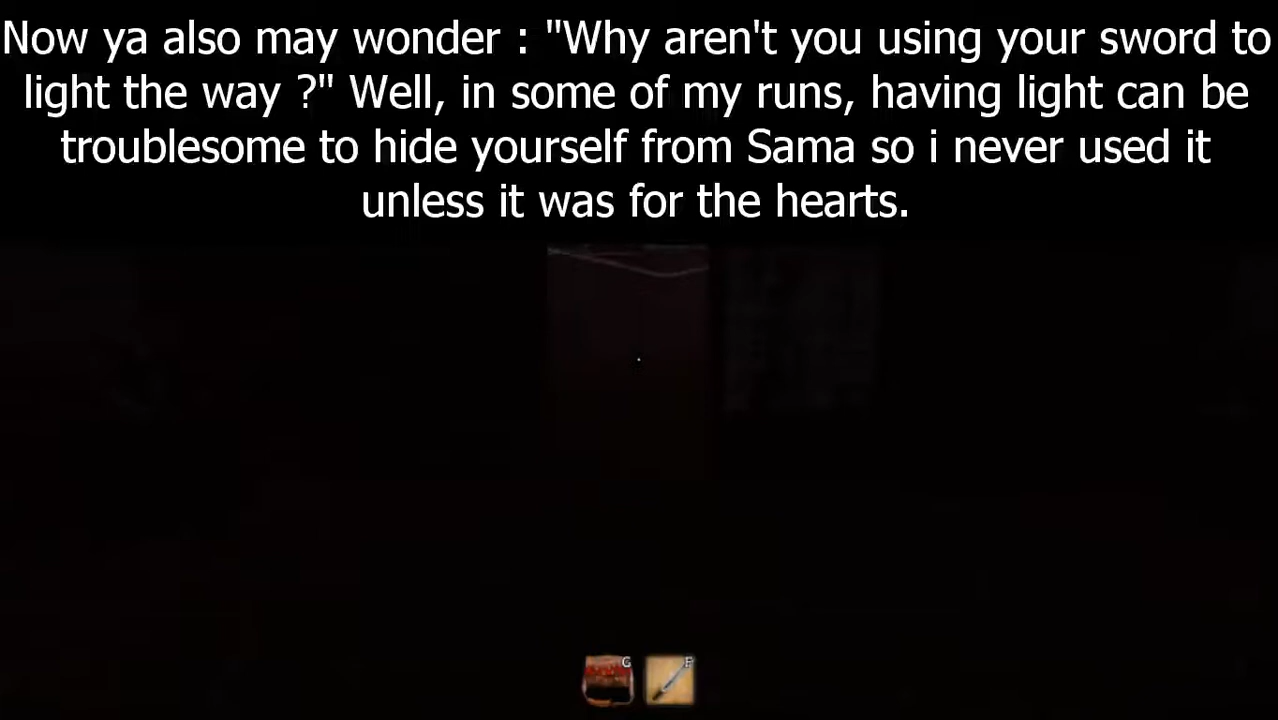 Now ya also may wonder : "Why aren't you using your sword to
light the way ?" Well, in some of my runs, having light can be
troublesome to hide yourself from Sama so i never used it
unless it was for the hearts.
G F